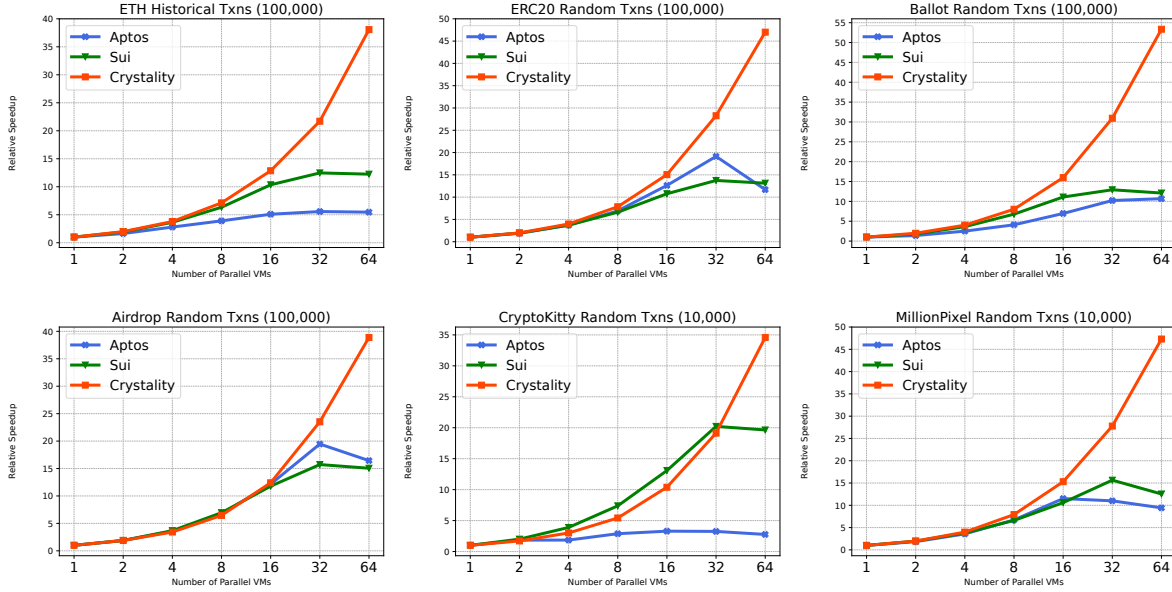 ETH Historical Txns (100,000)
40
35
30
25
20
15
10
5
0
Relative Speedup
Aptos
Sui
Crystality
1 2 4 8 16 32 64
Number of Parallel VMs
ERC20 Random Txns (100,000)
50
45
40
35
30
25
20
15
10
5
0
Relative Speedup
Aptos
Sui
Crystality
1 2 4 8 16 32 64
Number of Parallel VMs
Ballot Random Txns (100,000)
55
50
45
40
35
30
25
20
15
10
5
0
Relative Speedup
Aptos
Sui
Crystality
1 2 4 8 16 32 64
Number of Parallel VMs
Airdrop Random Txns (100,000)
40
35
30
25
20
15
10
5
0
Relative Speedup
Aptos
Sui
Crystality
1 2 4 8 16 32 64
Number of Parallel VMs
CryptoKitty Random Txns (10,000)
35
30
25
20
15
10
5
0
Relative Speedup
Aptos
Sui
Crystality
1 2 4 8 16 32 64
Number of Parallel VMs
MillionPixel Random Txns (10,000)
50
45
40
35
30
25
20
15
10
5
0
Relative Speedup
Aptos
Sui
Crystality
1 2 4 8 16 32 64
Number of Parallel VMs